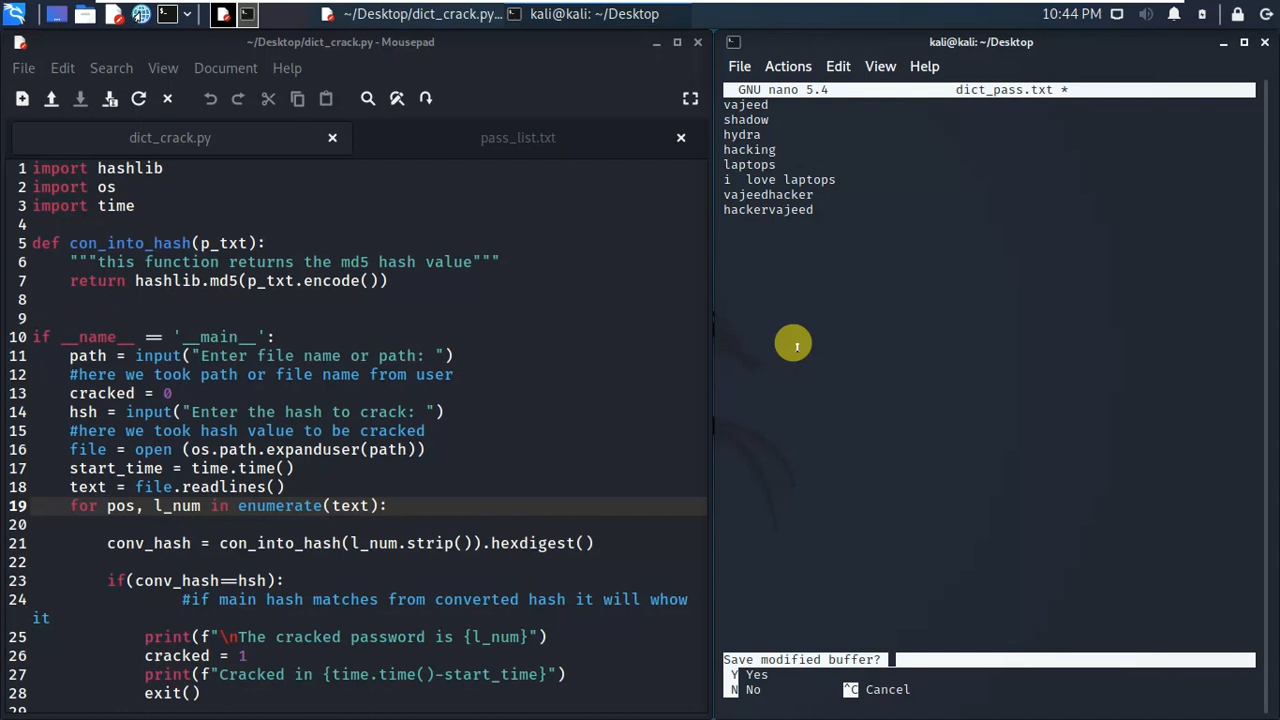 ~/Desktop/dict_crack.py...
kali@kali: ~/Desktop
10:44 PM
~/Desktop/dict_crack.py - Mousepad
File Edit Search View Document Help
dict_crack.py
pass_list.txt
1 import hashlib
2 import os
3 import time
4
5 def con_into_hash(p_txt):
6 """this function returns the md5 hash value"""
7 return hashlib.md5(p_txt.encode())
8
9
10 if __name__ == '__main__':
11 path = input("Enter file name or path: ")
12 #here we took path or file name from user
13 cracked = 0
14 hsh = input("Enter the hash to crack: ")
15 #here we took hash value to be cracked
16 file = open (os.path.expanduser(path))
17 start_time = time.time()
18 text = file.readlines()
19 for pos, l_num in enumerate(text):
20
21 conv_hash = con_into_hash(l_num.strip()).hexdigest()
22
23 if(conv_hash==hsh):
24 #if main hash matches from converted hash it will whow
it
25 print(f"\nThe cracked password is {l_num}")
26 cracked = 1
27 print(f"Cracked in {time.time()-start_time}")
28 exit()
29
kali@kali: ~/Desktop
File Actions Edit View Help
GNU nano 5.4 dict_pass.txt *
vajeed
shadow
hydra
hacking
laptops
i  love laptops
vajeedhacker
hackervajeed
Save modified buffer?
Y Yes
N No ^C Cancel